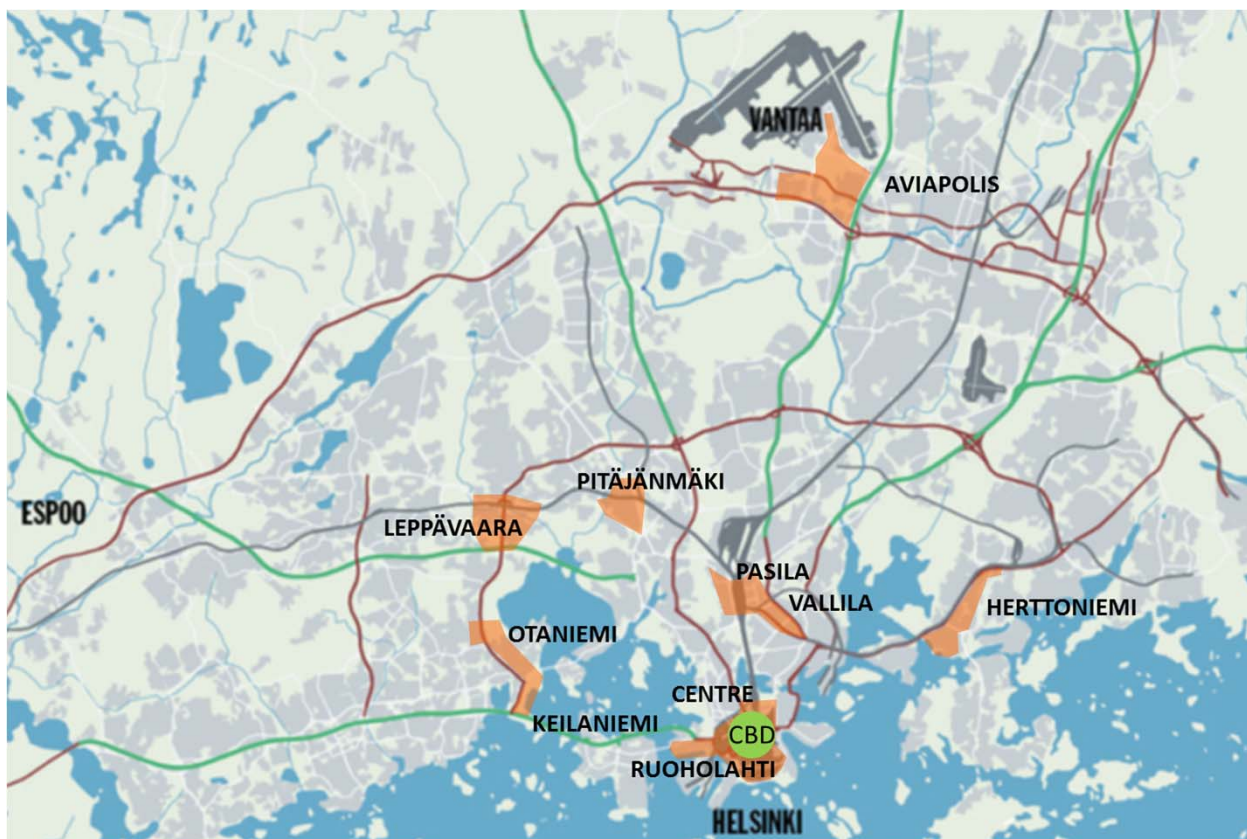 VANTAA
AVIAPOLIS
PITÄJÄNMÄKI
ESPOO
LEPPÄVAARA
PASILA
VALLILA
HERTTONIEMI
OTANIEMI
CENTRE
KEILANIEMI
CBD
RUOHOLAHTI
HELSINKI